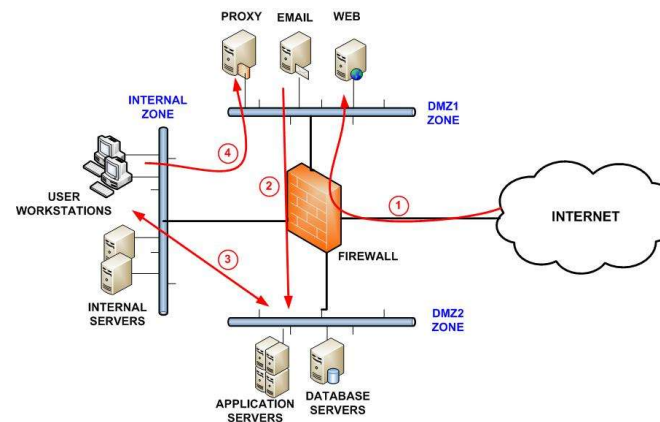 PROXY
EMAIL
WEB
INTERNAL
ZONE
DMZ1
ZONE
4
USER
WORKSTATIONS
2
1
INTERNET
FIREWALL
3
INTERNAL
SERVERS
DMZ2
ZONE
APPLICATION
SERVERS
DATABASE
SERVERS